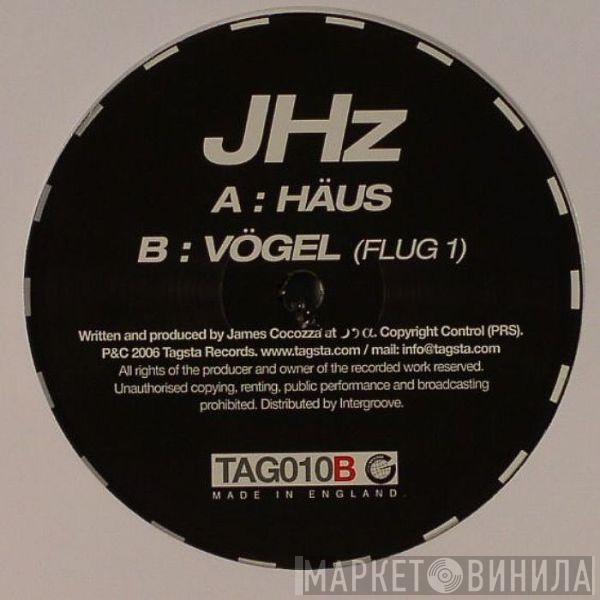 JHz
A : HÄUS
B : VÖGEL (FLUG 1)
Written and produced by James Cocozza at Copyright Control (PRS).
P&C 2006 Tagsta Records. www.tagsta.com / mail: info@tagsta.com
All rights of the producer and owner of the recorded work reserved.
Unauthorised copying, renting, public performance and broadcasting
prohibited. Distributed by Intergroove.
TAG010B
MADE IN ENGLAND.
МАРКЕТ ВИНИЛА